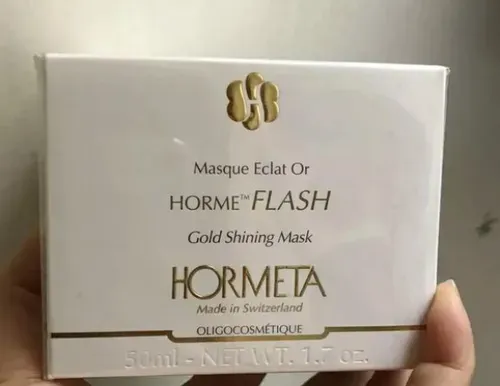 H
Masque Eclat Or
HORME™ FLASH
Gold Shining Mask
HORMETA
Made in Switzerland
OLIGOCOSMÉTIQUE
50ml - NET WT. 1.7 oz.